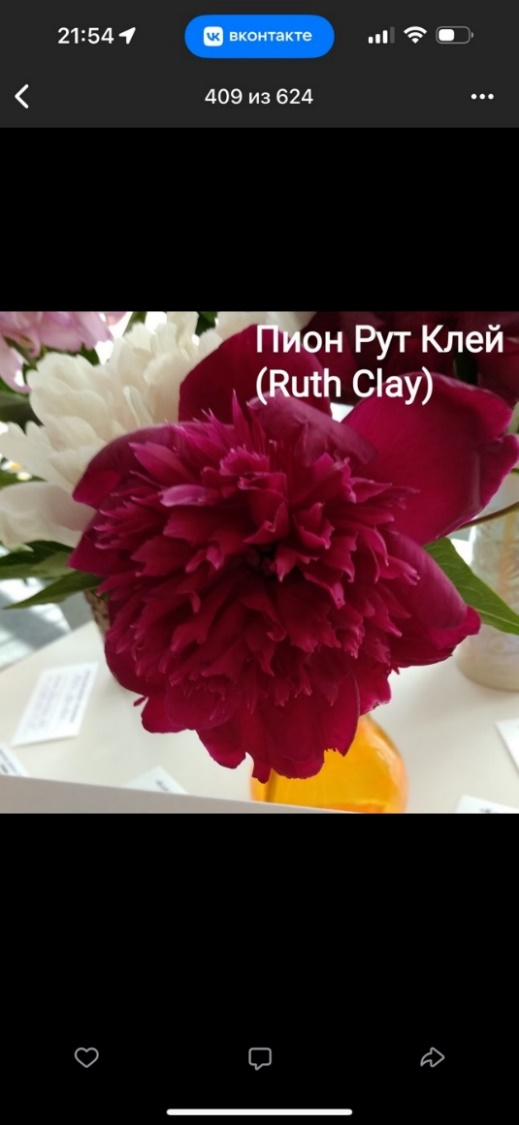 21:54
вконтакте
409 из 624
Пион Рут Клей
(Ruth Clay)